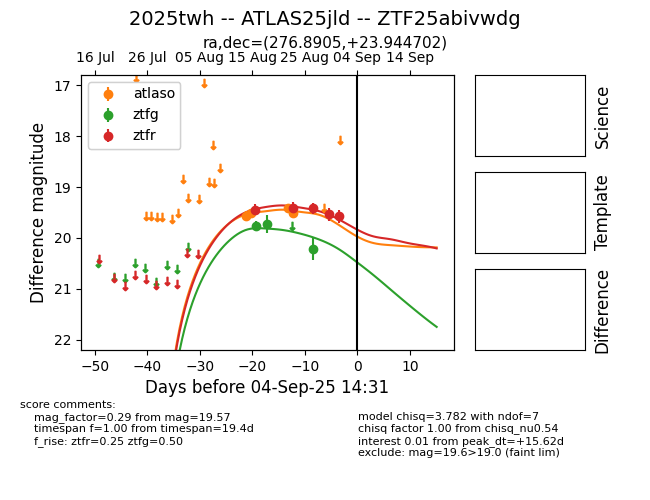 2025twh -- ATLAS25jld -- ZTF25abivwdg
ra,dec=(276.8905,+23.944702)
16 Jul 26 Jul 05 Aug 15 Aug 25 Aug 04 Sep 14 Sep
atlaso
ztfg
ztfr
17
18
19
20
21
22
Difference magnitude
−50 −40 −30 −20 −10 0 10
Days before 04-Sep-25 14:31
Science
Template
Difference
score comments:
mag_factor=0.29 from mag=19.57
timespan f=1.00 from timespan=19.4d
f_rise: ztfr=0.25 ztfg=0.50
model chisq=3.782 with ndof=7
chisq factor 1.00 from chisq_nu0.54
interest 0.01 from peak_dt=+15.62d
exclude: mag=19.6>19.0 (faint lim)